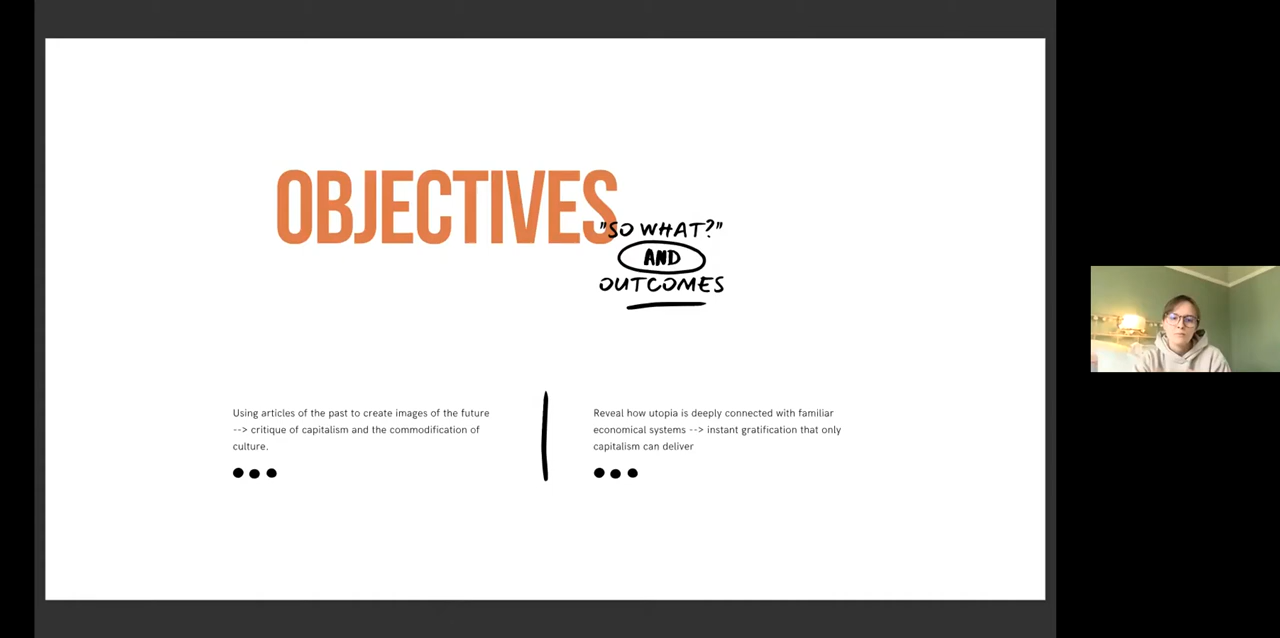 OBJECTIVES
"SO WHAT?"
AND
OUTCOMES
Using articles of the past to create images of the future
--> critique of capitalism and the commodification of
culture.
Reveal how utopia is deeply connected with familiar
economical systems --> instant gratification that only
capitalism can deliver